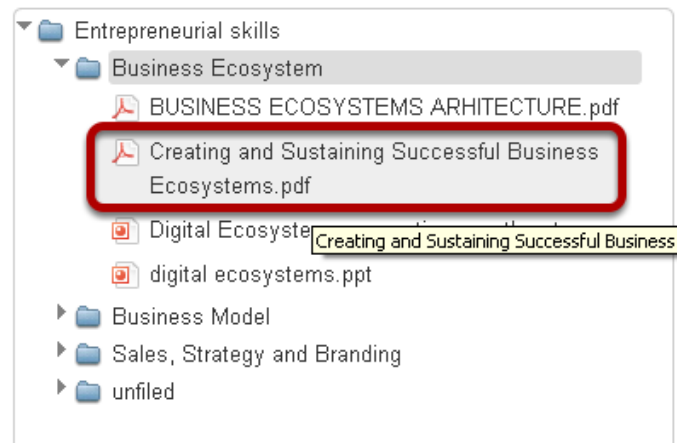 Entrepreneurial skills
Business Ecosystem
BUSINESS ECOSYSTEMS ARHITECTURE.pdf
Creating and Sustaining Successful Business
Ecosystems.pdf
Digital
Creating and Sustaining Successful Business
digital ecosystems.ppt
Business Model
Sales, Strategy and Branding
unfiled